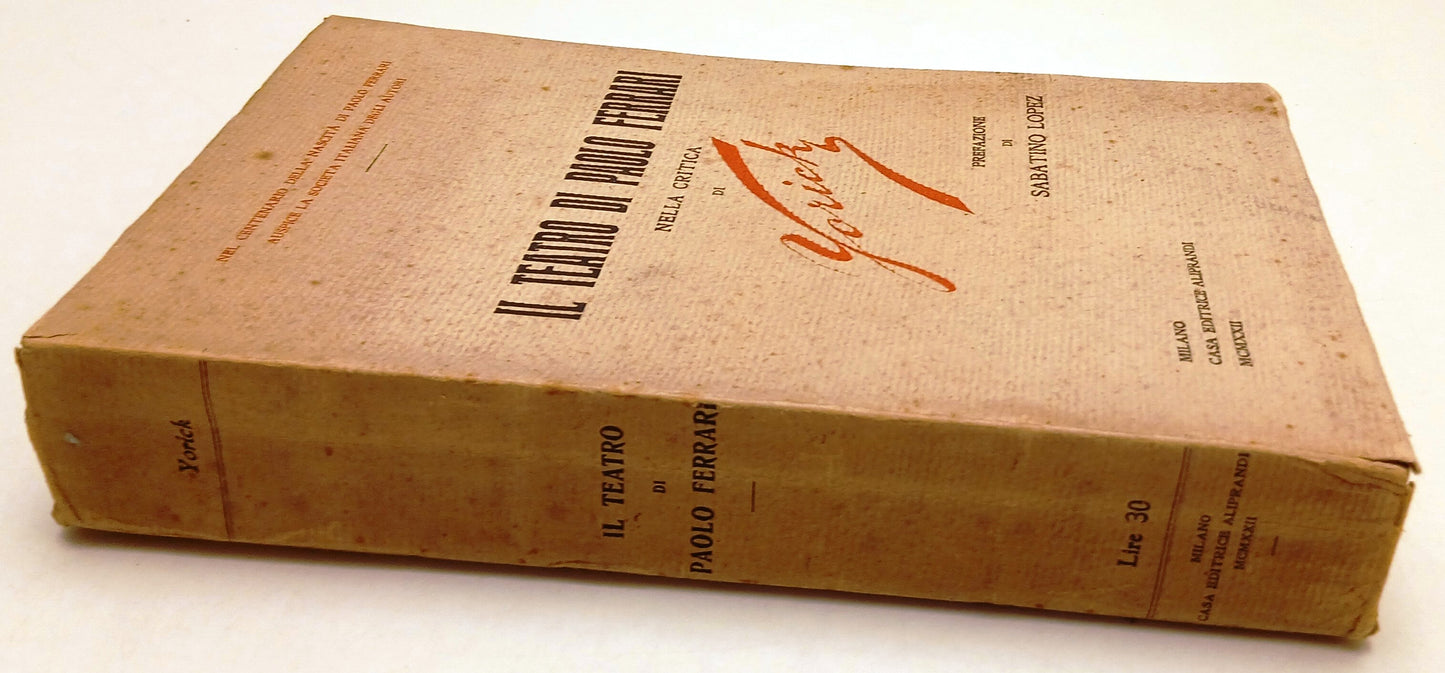 NEL CENTENARIO DELLA NASCITA DI PAOLO FERRARI
AUSPICE LA SOCIETÀ ITALIANA DEGLI AUTORI
IL TEATRO DI PAOLO FERRARI
NELLA CRITICA
DI
Yorick
PREFAZIONE
DI
SABATINO LOPEZ
MILANO
CASA EDITRICE ALIPRANDI
MCMXXII
Yorick
IL TEATRO
DI
PAOLO FERRARI
Lire 30
MILANO
CASA EDITRICE ALIPRANDI
MCMXXII